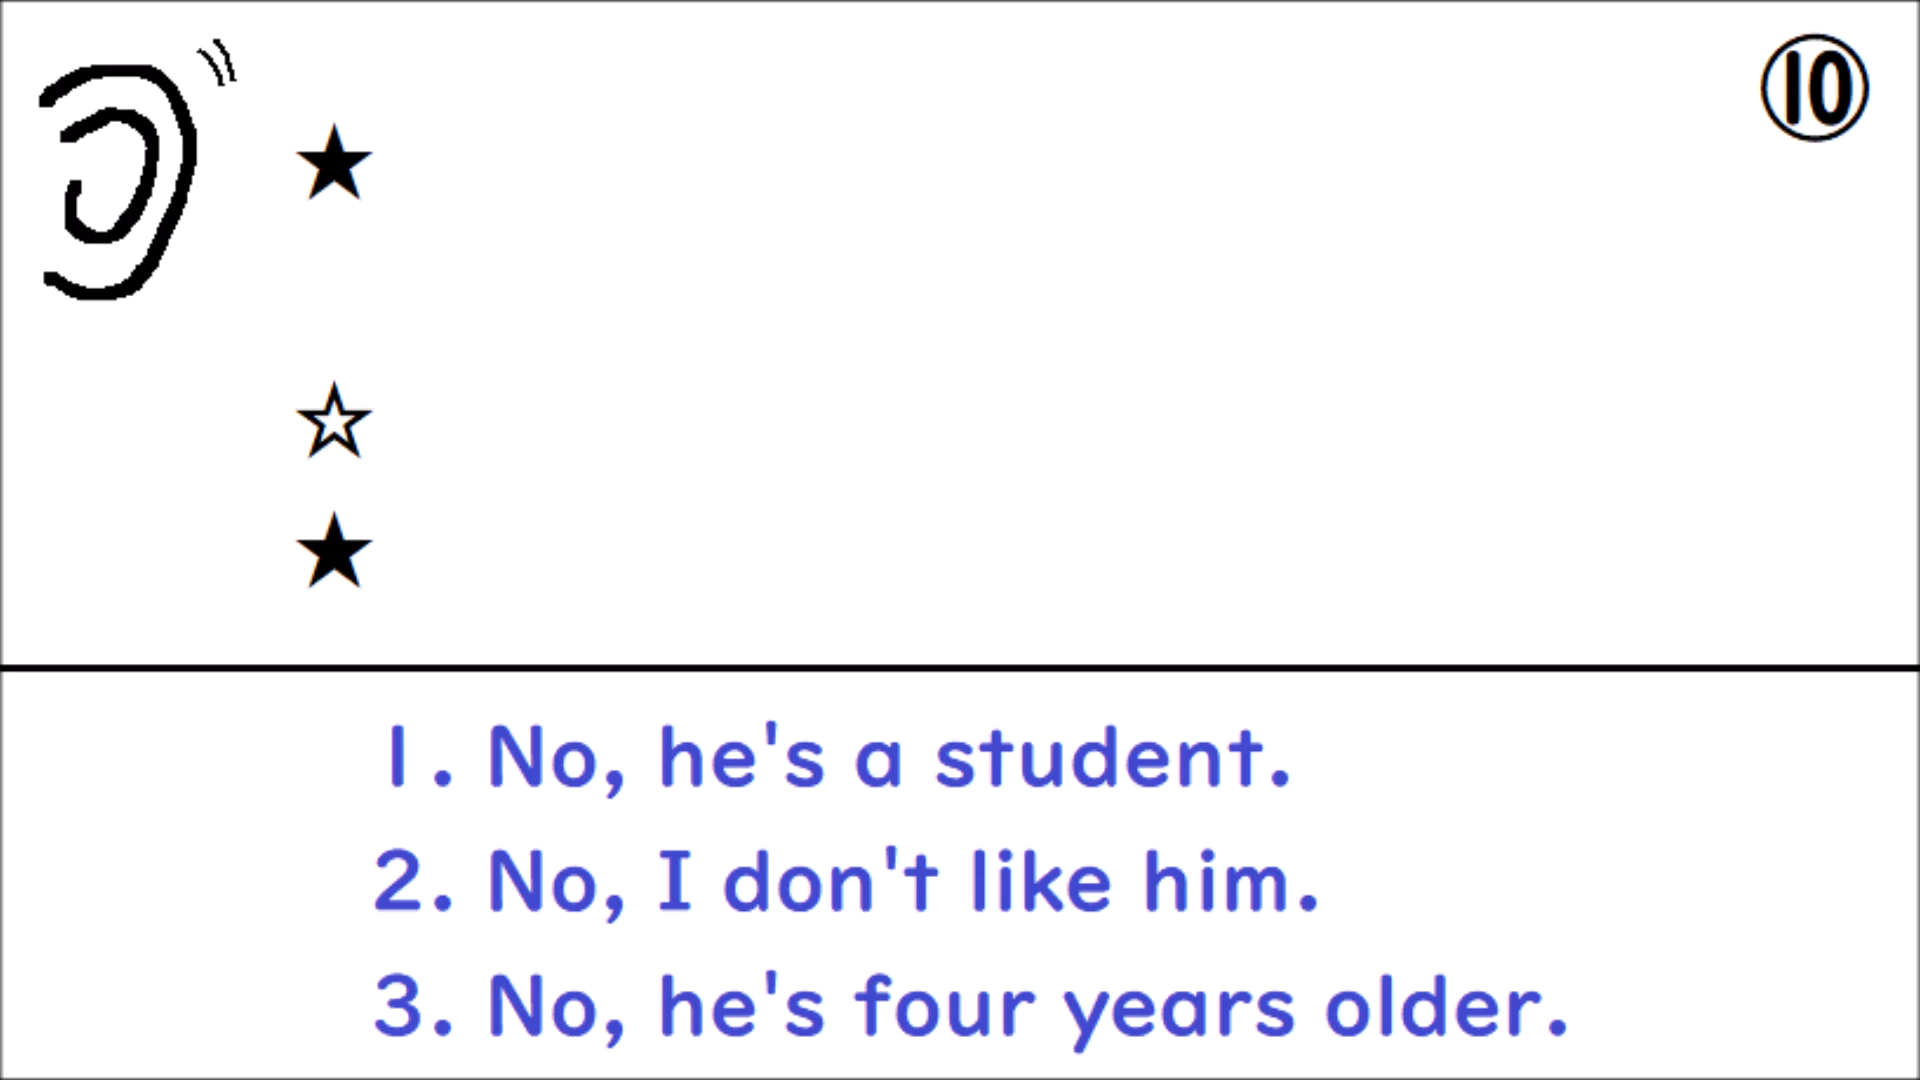 ⑩
★
☆
★
1. No, he's a student.
2. No, I don't like him.
3. No, he's four years older.